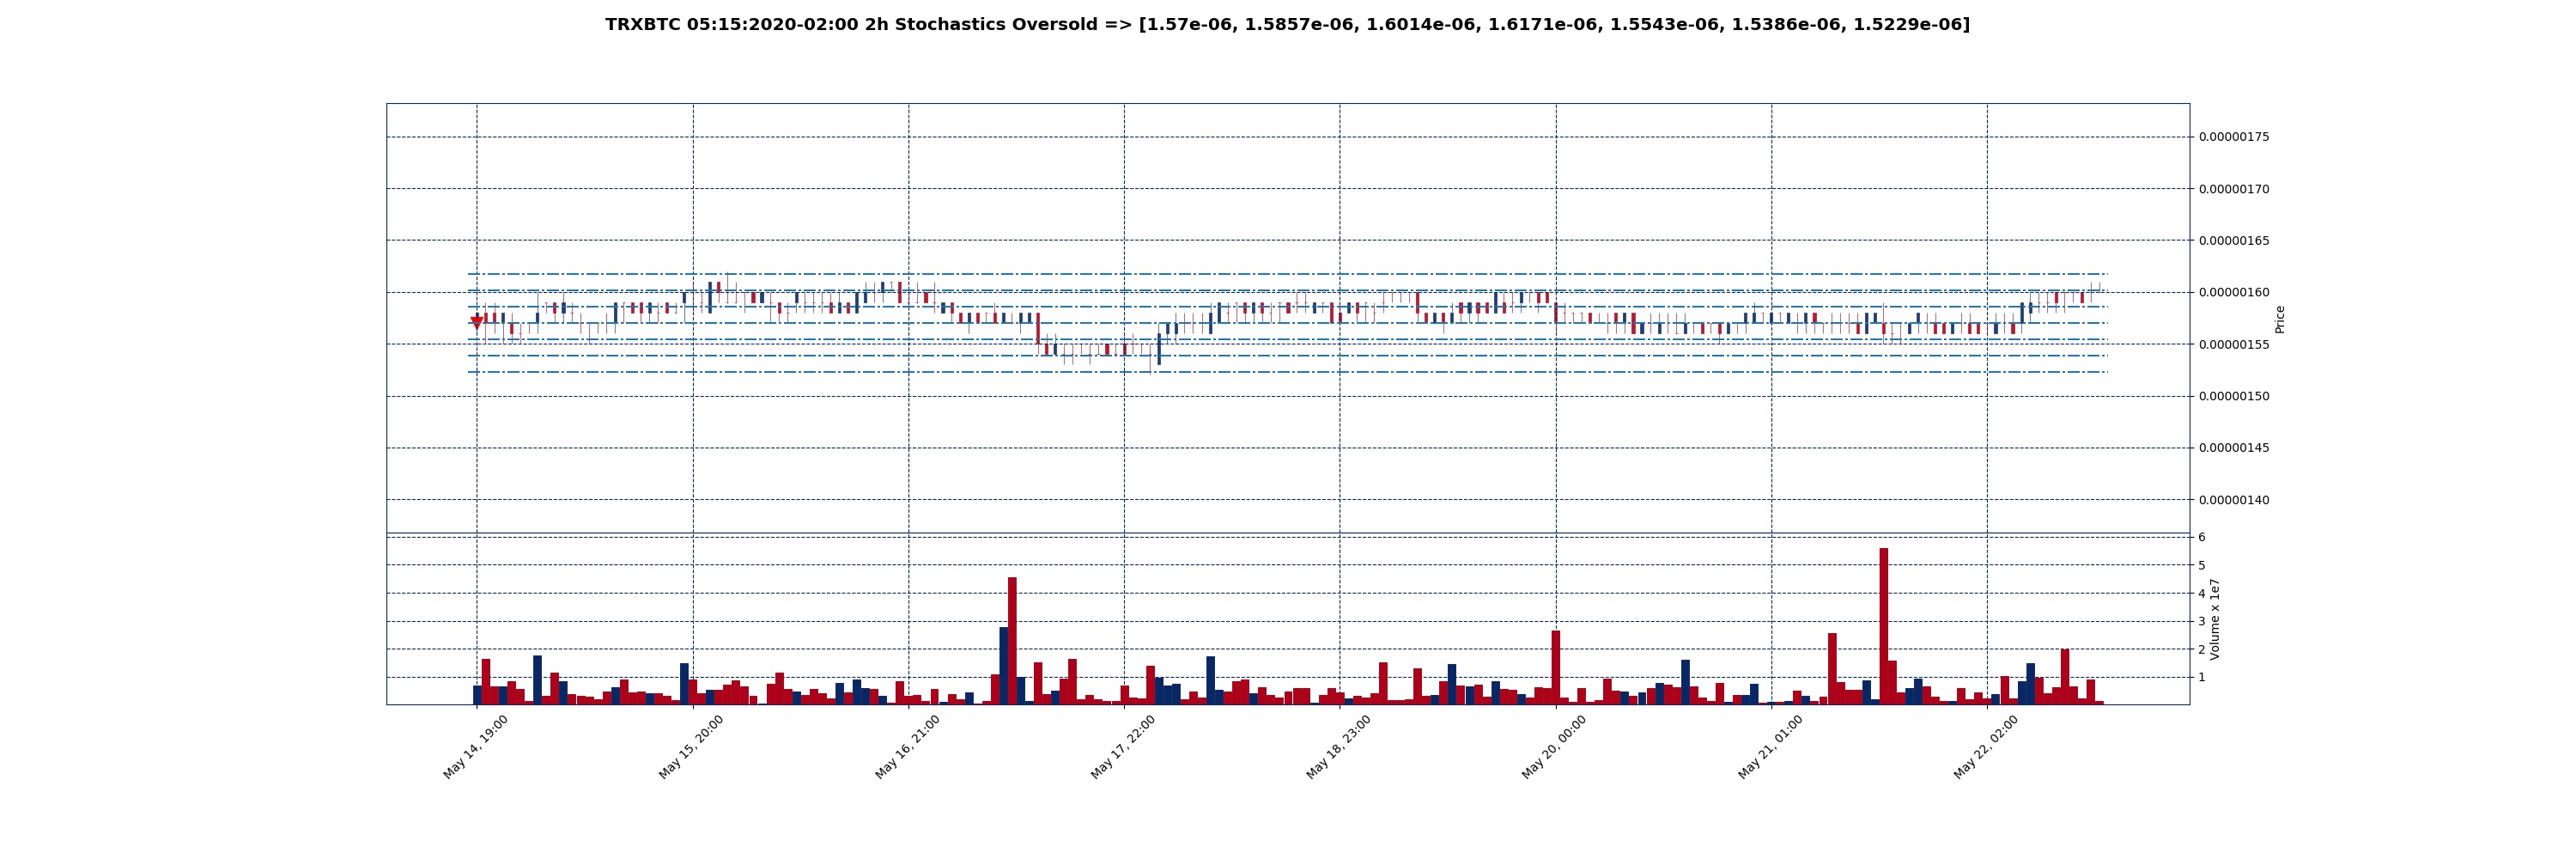 TRXBTC 05:15:2020-02:00 2h Stochastics Oversold => [1.57e-06, 1.5857e-06, 1.6014e-06, 1.6171e-06, 1.5543e-06, 1.5386e-06, 1.5229e-06]
0.00000175
0.00000170
0.00000165
0.00000160
0.00000155
0.00000150
0.00000145
0.00000140
Price
6
5
4
3
2
1
Volume x 1e7
May 14, 19:00
May 15, 20:00
May 16, 21:00
May 17, 22:00
May 18, 23:00
May 20, 00:00
May 21, 01:00
May 22, 02:00